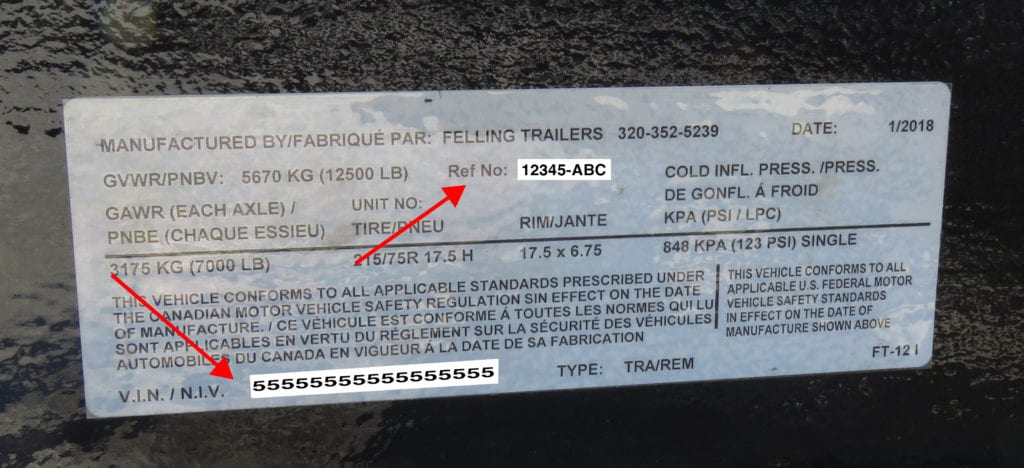 MANUFACTURED BY/FABRIQUÉ PAR: FELLING TRAILERS 320-352-5239 DATE: 1/2018
GVWR/PNBV: 5670 KG (12500 LB) Ref No: 12345-ABC COLD INFL. PRESS. /PRESS.
DE GONFL. Á FROID
GAWR (EACH AXLE) / UNIT NO: KPA (PSI / LPC)
PNBE (CHAQUE ESSIEU) TIRE/PNEU RIM/JANTE
3175 KG (7000 LB) 215/75R 17.5 H 17.5 x 6.75 848 KPA (123 PSI) SINGLE
THIS VEHICLE CONFORMS TO ALL APPLICABLE STANDARDS PRESCRIBED UNDER
THE CANADIAN MOTOR VEHICLE SAFETY REGULATION SIN EFFECT ON THE DATE
OF MANUFACTURE. / CE VÉHICULE EST CONFORME Á TOUTES LES NORMES QUI LU
SONT APPLICABLES EN VERTU DU RÉGLEMENT SUR LA SÉCURITÉ DES VÉHICULES
AUTOMOBILES DU CANADA EN VIGUEUR Á LA DATE DE SA FABRICATION
THIS VEHICLE CONFORMS TO ALL
APPLICABLE U.S. FEDERAL MOTOR
VEHICLE SAFETY STANDARDS
IN EFFECT ON THE DATE OF
MANUFACTURE SHOWN ABOVE
V.I.N. / N.I.V. 55555555555555555 TYPE: TRA/REM FT-12 I